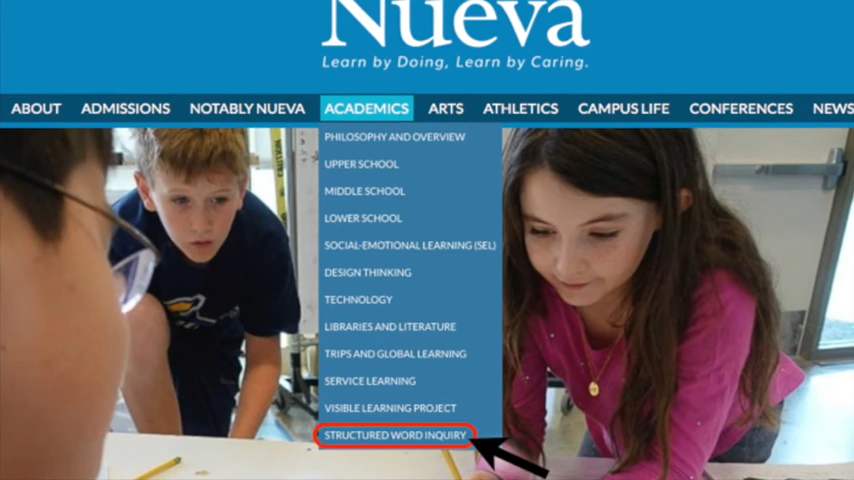 Nueva
Learn by Doing, Learn by Caring.
ABOUT ADMISSIONS NOTABLY NUEVA ACADEMICS ARTS ATHLETICS CAMPUS LIFE CONFERENCES NEWS
PHILOSOPHY AND OVERVIEW
UPPER SCHOOL
MIDDLE SCHOOL
LOWER SCHOOL
SOCIAL-EMOTIONAL LEARNING (SEL)
DESIGN THINKING
TECHNOLOGY
LIBRARIES AND LITERATURE
TRIPS AND GLOBAL LEARNING
SERVICE LEARNING
VISIBLE LEARNING PROJECT
STRUCTURED WORD INQUIRY